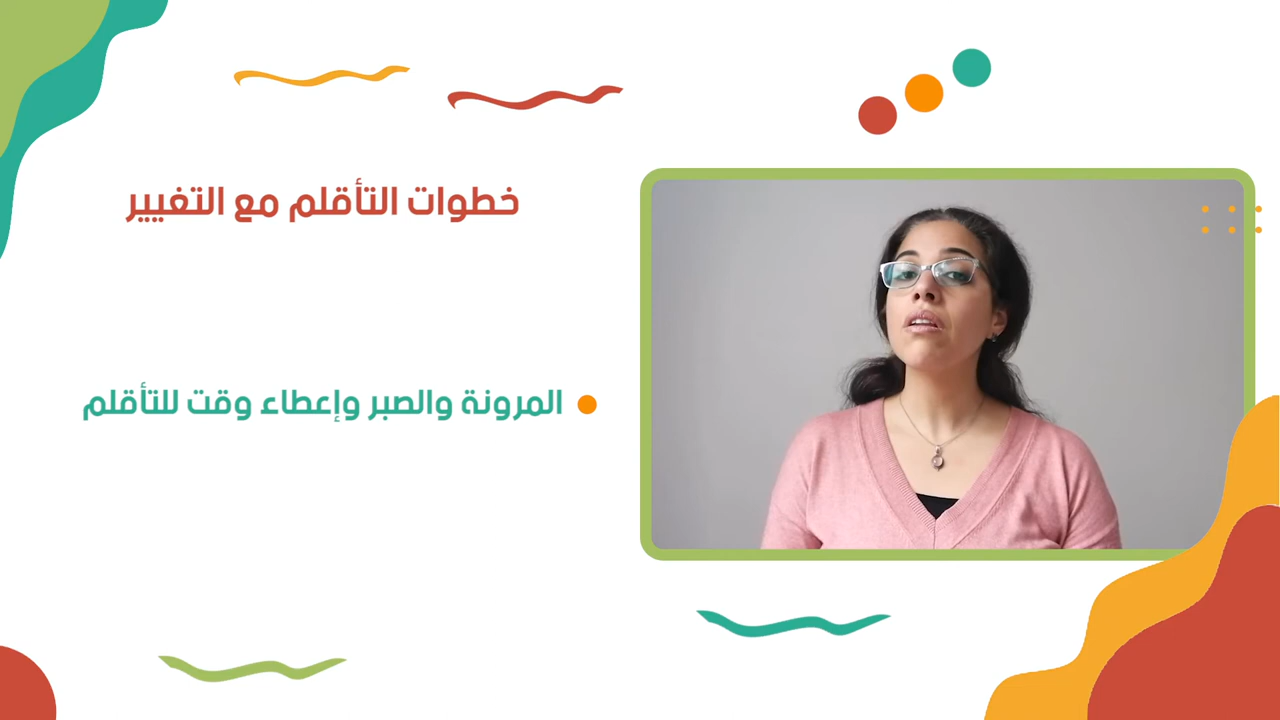 خطوات التأقلم مع التغيير
المرونة والصبر وإعطاء وقت للتأقلم